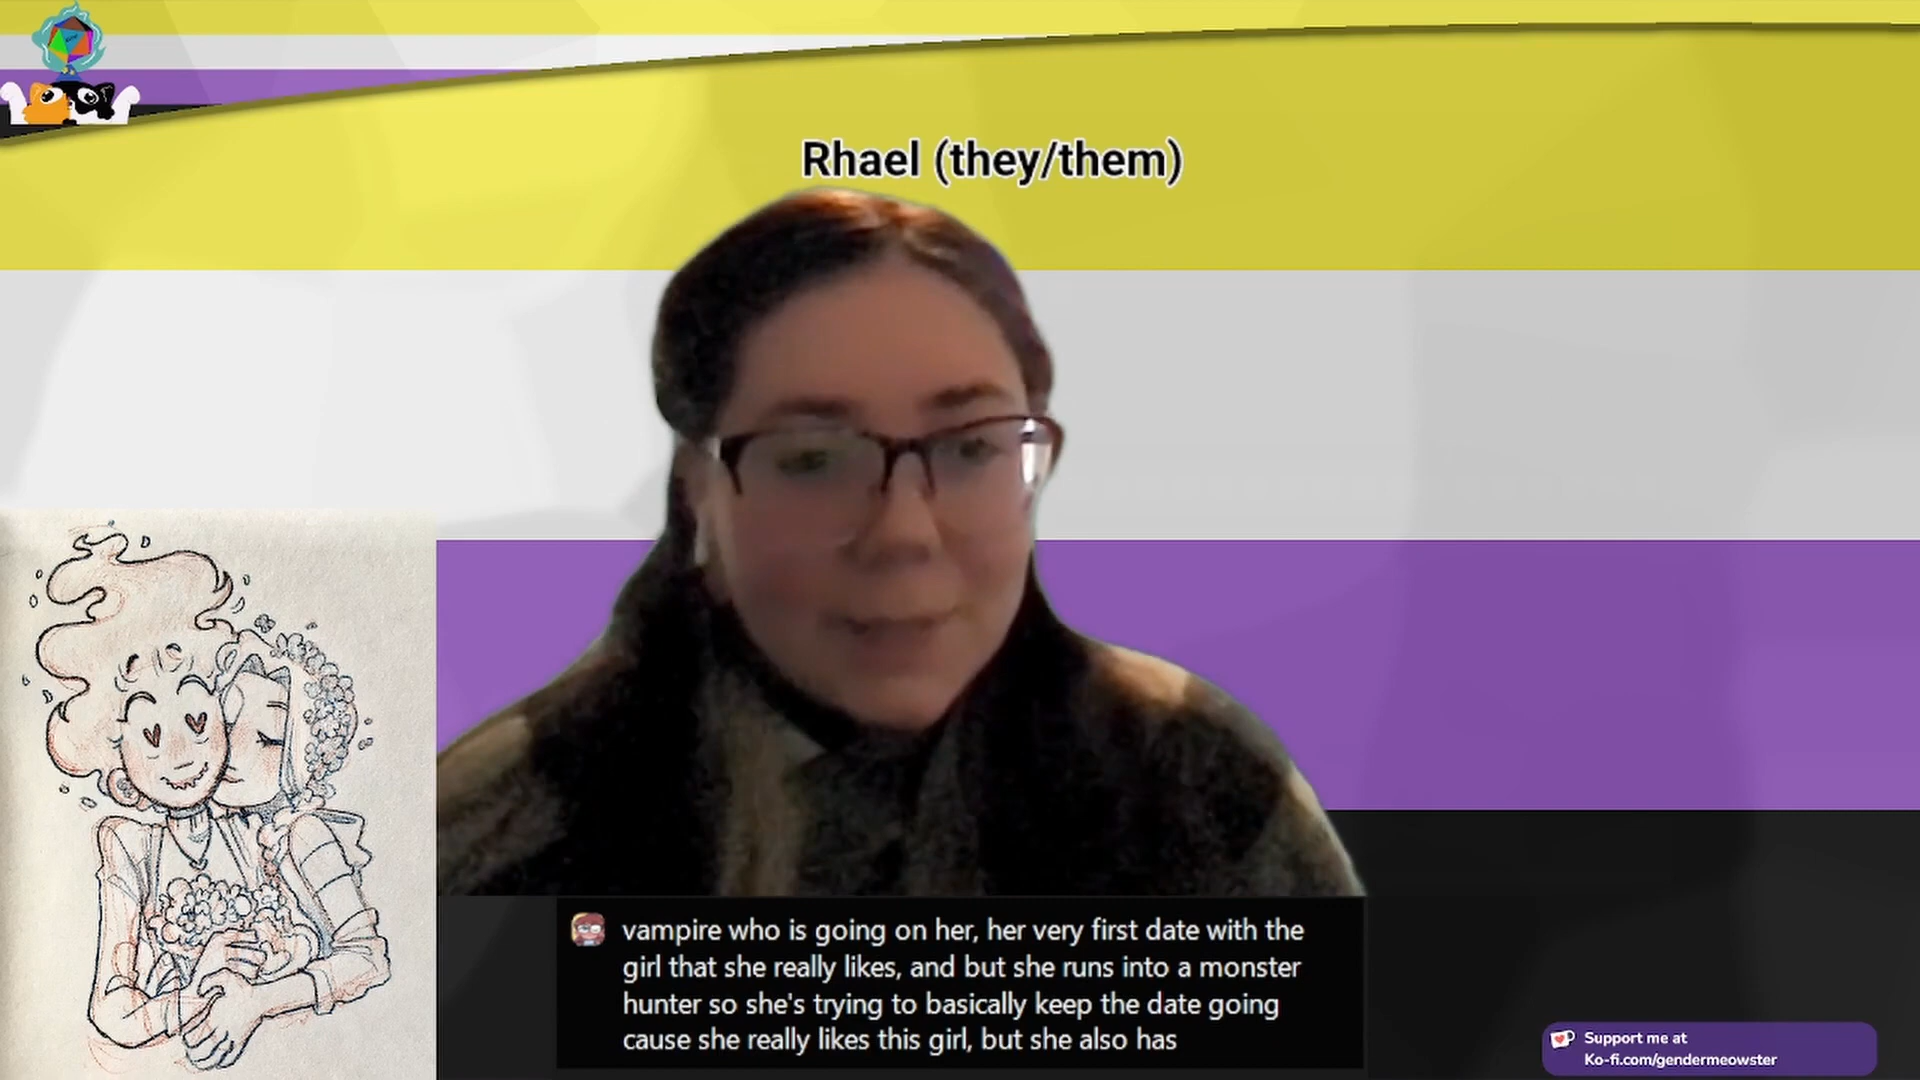 Rhael (they/them)
vampire who is going on her, her very first date with the
girl that she really likes, and but she runs into a monster
hunter so she's trying to basically keep the date going
cause she really likes this girl, but she also has
Support me at
Ko-fi.com/gendermeowster